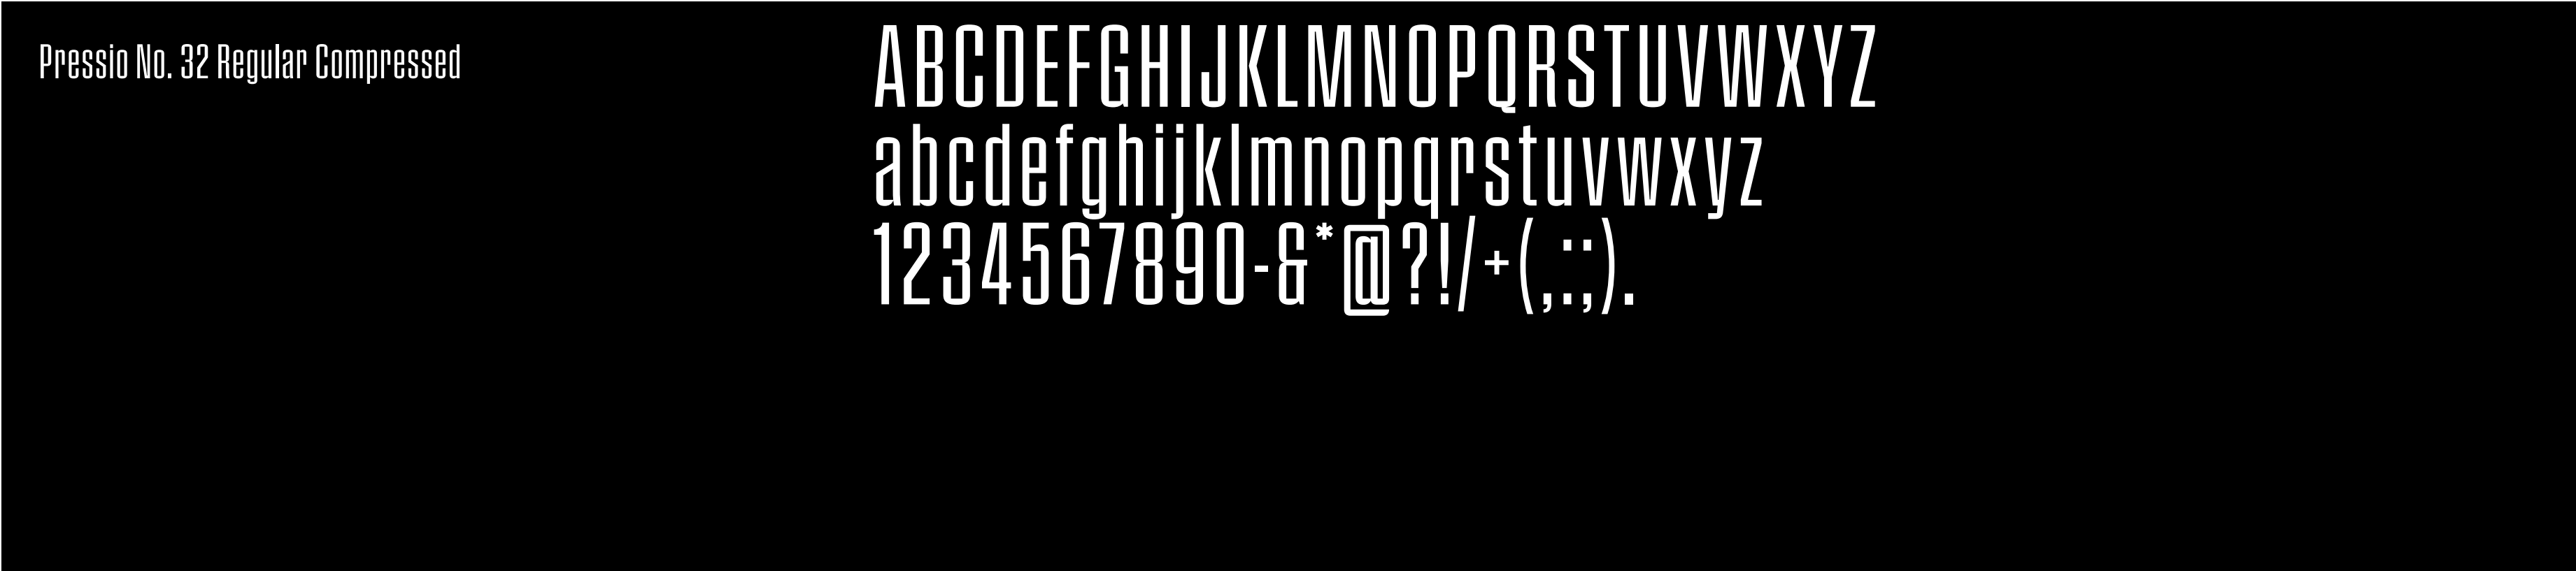 Pressio No. 32 Regular Compressed
ABCDEFGHIJKLMNOPQRSTUVWXYZ
abcdefghijklmnopqrstuvwxyz
1234567890-&*@?!/+(,:;).